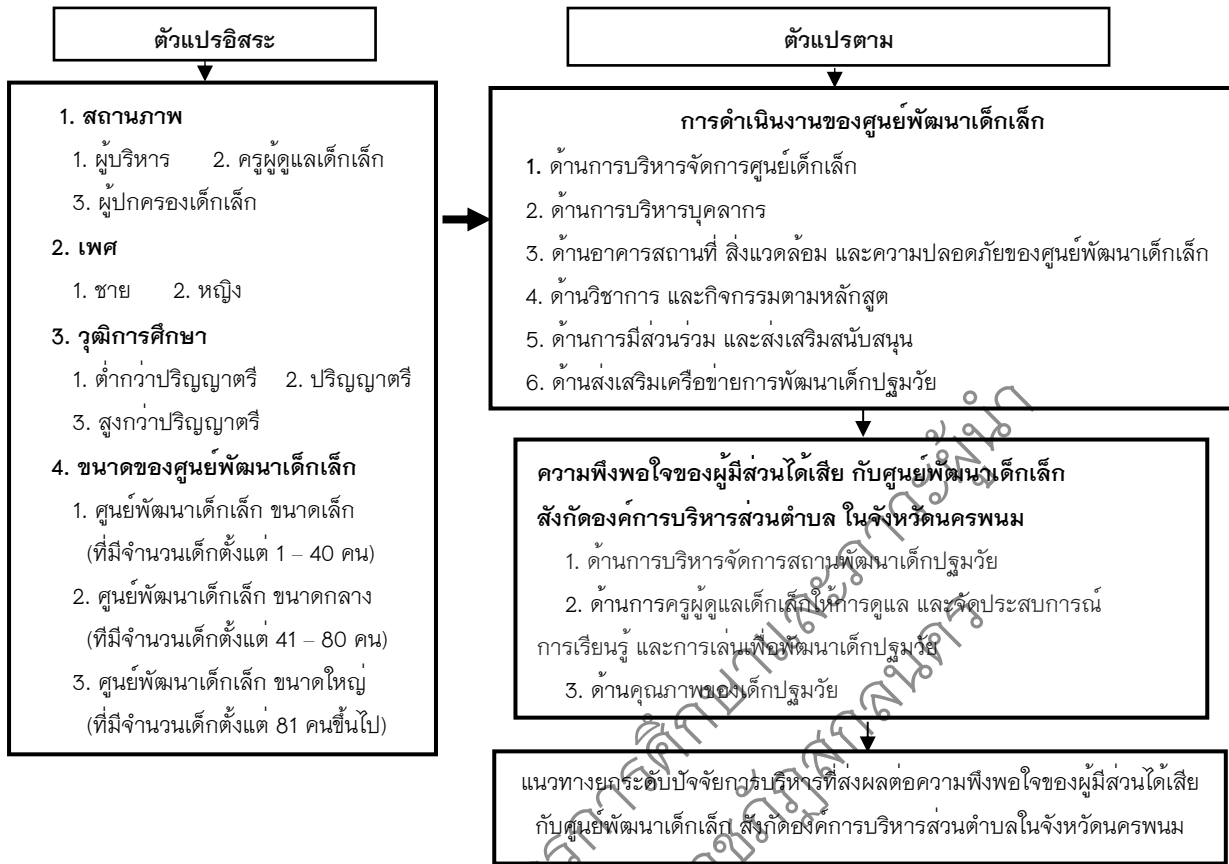 ตัวแปรอิสระ
1. สถานภาพ
1. ผู้บริหาร 2. ครูผู้ดูแลเด็กเล็ก
3. ผู้ปกครองเด็กเล็ก
2. เพศ
1. ชาย 2. หญิง
3. วุฒิการศึกษา
1. ต่ำกว่าปริญญาตรี 2. ปริญญาตรี
3. สูงกว่าปริญญาตรี
4. ขนาดของศูนย์พัฒนาเด็กเล็ก
1. ศูนย์พัฒนาเด็กเล็ก ขนาดเล็ก
(ที่มีจำนวนเด็กตั้งแต่ 1 – 40 คน)
2. ศูนย์พัฒนาเด็กเล็ก ขนาดกลาง
(ทีมีจำนวนเด็กตั้งแต่ 41 – 80 คน)
3. ศูนย์พัฒนาเด็กเล็ก ขนาดใหญ่
(ที่มีจำนวนเด็กตั้งแต่ 81 คนขึ้นไป)
ตัวแปรตาม
การดำเนินงานของศูนย์พัฒนาเด็กเล็ก
1. ด้านการบริหารจัดการศูนย์เด็กเล็ก
2. ด้านการบริหารบุคลากร
3. ด้านอาคารสถานที่ สิ่งแวดล้อม และความปลอดภัยของศูนย์พัฒนาเด็กเล็ก
4. ด้านวิชาการ และกิจกรรมตามหลักสูต
5. ด้านการมีส่วนร่วม และส่งเสริมสนับสนุน
6. ด้านส่งเสริมเครือข่ายการพัฒนาเด็กปฐมวัย
ความพึงพอใจของผู้มีส่วนได้เสีย กับศูนย์พัฒนาเด็กเล็ก
สังกัดองค์การบริหารส่วนตำบล ในจังหวัดนครพนม
1. ด้านการบริหารจัดการสถานพัฒนาเด็กปฐมวัย
2. ด้านการครูผู้ดูแลเด็กเล็กให้การดูแล และจัดประสบการณ์
การเรียนรู้ และการเล่นเพื่อพัฒนาเด็กปฐมวัย
3. ด้านคุณภาพของเด็กปฐมวัย
แนวทางยกระดับปัจจัยการบริหารที่ส่งผลต่อความพึงพอใจของผู้มีส่วนได้เสีย
กับศูนย์พัฒนาเด็กเล็ก สังกัดองค์การบริหารส่วนตำบลในจังหวัดนครพนม